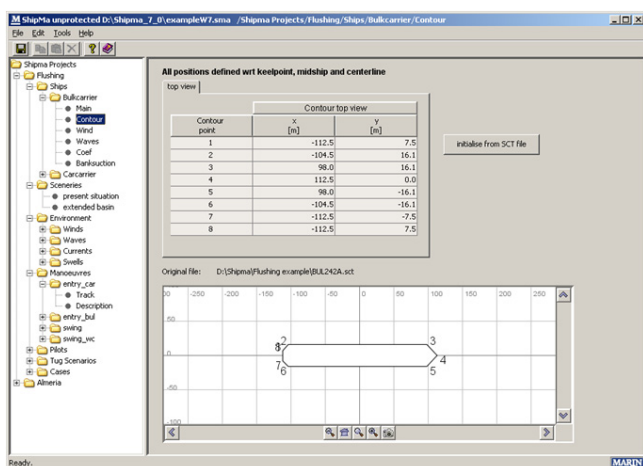 ShipMa unprotected D:\Shipma_7_0\exampleW7.sma /Shipma Projects/Flushing/Ships/Bulkcarrier/Contour
File Edit Tools Help
Shipma Projects
Flushing
Ships
Bulkcarrier
Main
Contour
Wind
Waves
Coef
Banksuction
Carcarrier
Sceneries
present situation
extended basin
Environment
Winds
Waves
Currents
Swells
Manoeuvres
entry_car
Track
Description
entry_bul
swing
swing_wc
Pilots
Tug Scenarios
Cases
Almeria
All positions defined wrt keelpoint, midship and centerline
top view
Contour top view
Contour point x [m] y [m]
1 -112.5 7.5
2 -104.5 16.1
3 98.0 16.1
4 112.5 0.0
5 98.0 -16.1
6 -104.5 -16.1
7 -112.5 -7.5
8 -112.5 7.5
initialise from SCT file
Original file: D:\Shipma\Flushing example\BUL242A.sct
00 -250 -200 -150 -100 -50 0 50 100 150 200 250
50
2 3
8 1
0 4
7
6 5
-50
-100
Ready.
MARIN